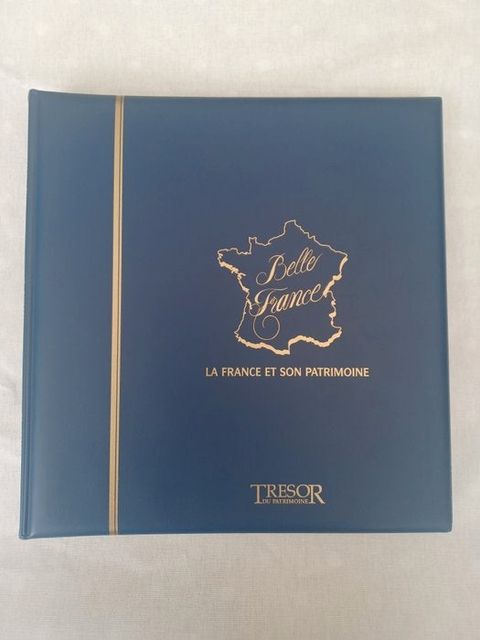 Belle
France
LA FRANCE ET SON PATRIMOINE
TRESOR
DU PATRIMOINE